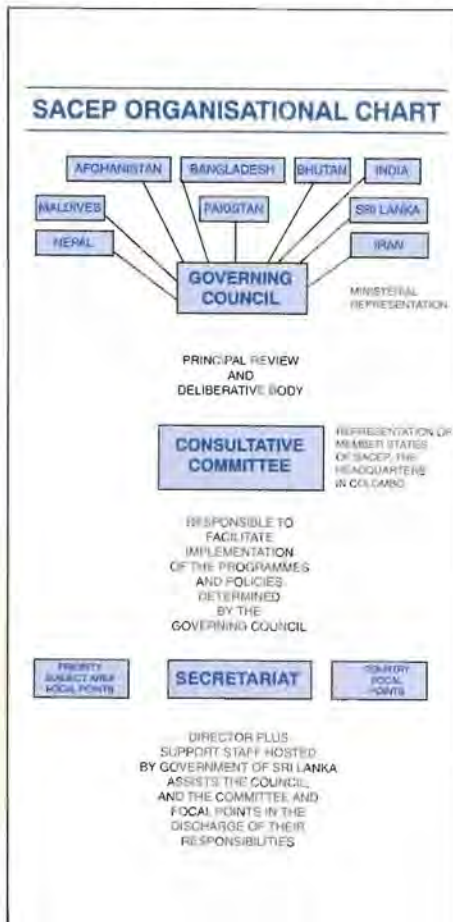 SACEP ORGANISATIONAL CHART
AFGHANISTAN BANGLADESH BHUTAN INDIA
MALDIVES PAKISTAN SRI LANKA
NEPAL IRAN
GOVERNING
COUNCIL
MINISTERIAL
REPRESENTATION
PRINCIPAL REVIEW
AND
DELIBERATIVE BODY
CONSULTATIVE
COMMITTEE
REPRESENTATION OF
MEMBER STATES
OF SACEP, THE
HEADQUARTERS
IN COLOMBO
RESPONSIBLE TO
FACILITATE
IMPLEMENTATION
OF THE PROGRAMMES
AND POLICIES
DETERMINED
BY THE
GOVERNING COUNCIL
PRIORITY
SUBJECT AREA
FOCAL POINTS
SECRETARIAT
COUNTRY
FOCAL
POINTS
DIRECTOR PLUS
SUPPORT STAFF HOSTED
BY GOVERNMENT OF SRI LANKA
ASSISTS THE COUNCIL
AND THE COMMITTEE AND
FOCAL POINTS IN THE
DISCHARGE OF THEIR
RESPONSIBILITIES